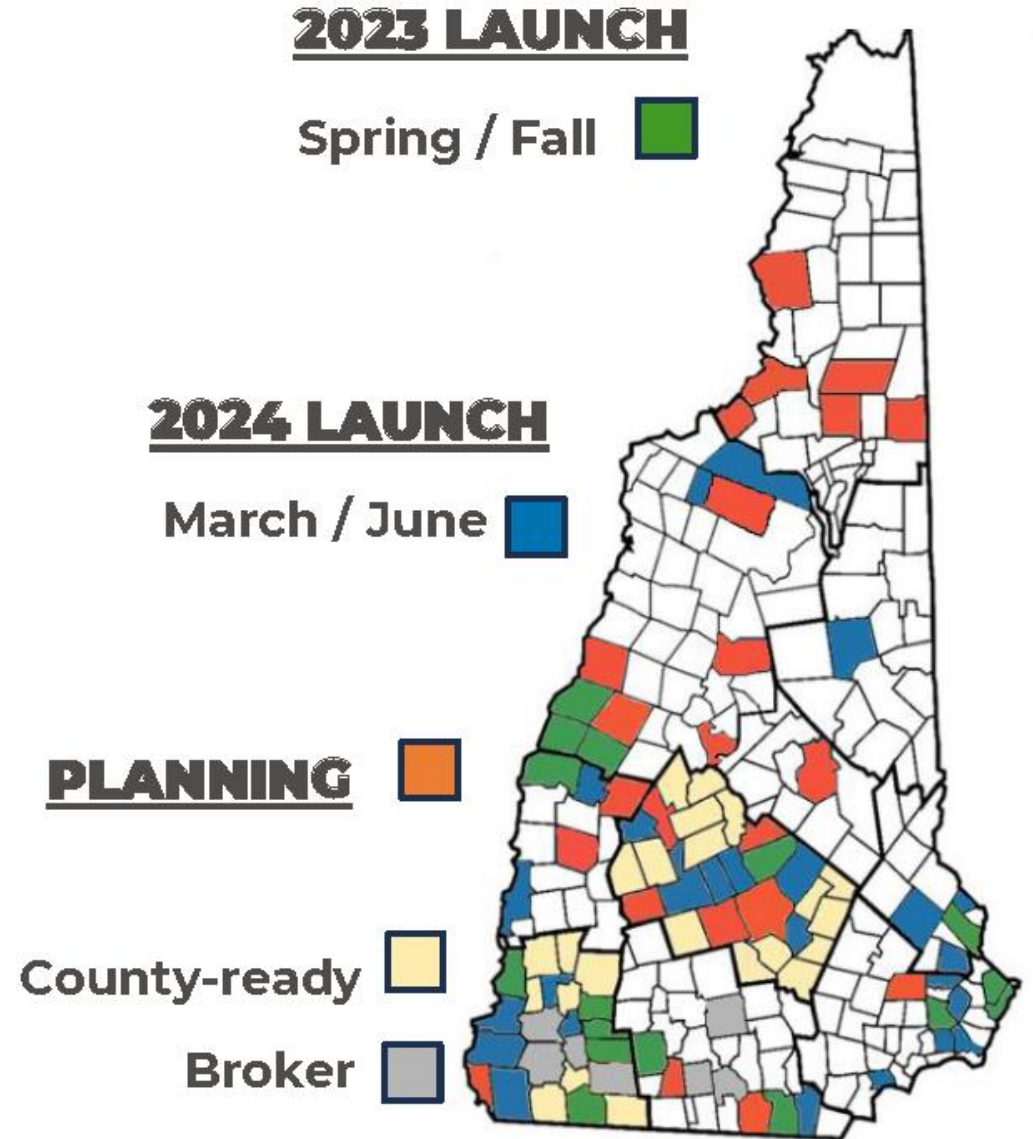 2023 LAUNCH
Spring / Fall
2024 LAUNCH
March / June
PLANNING
County-ready
Broker